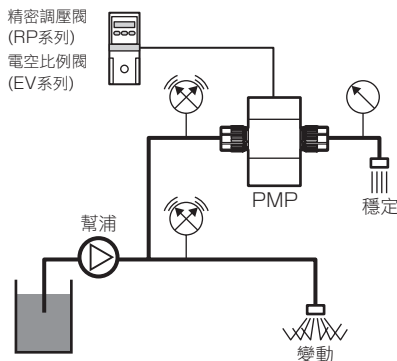 精密調壓閥
(RP系列)
電空比例閥
(EV系列)
PMP
穩定
幫浦
變動